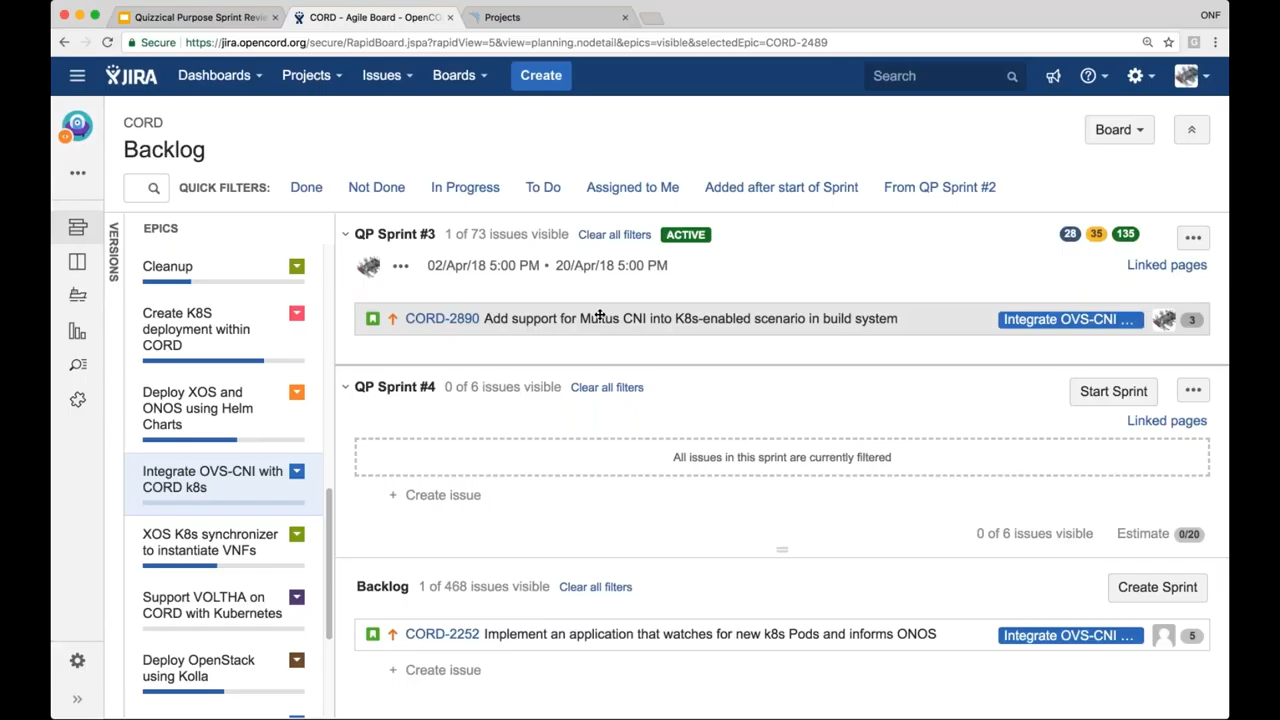 Quizzical Purpose Sprint Revie
CORD - Agile Board - OpenCO
Projects
ONF
Secure https://jira.opencord.org/secure/RapidBoard.jspa?rapidView=5&view=planning.nodetail&epics=visible&selectedEpic=CORD-2489
JIRA Dashboards Projects Issues Boards Create Search
CORD
Backlog
Board
QUICK FILTERS: Done Not Done In Progress To Do Assigned to Me Added after start of Sprint From QP Sprint #2
VERSIONS
EPICS
Cleanup
Create K8S
deployment within
CORD
Deploy XOS and
ONOS using Helm
Charts
Integrate OVS-CNI with
CORD k8s
XOS K8s synchronizer
to instantiate VNFs
Support VOLTHA on
CORD with Kubernetes
Deploy OpenStack
using Kolla
QP Sprint #3 1 of 73 issues visible Clear all filters ACTIVE 28 35 135
02/Apr/18 5:00 PM • 20/Apr/18 5:00 PM Linked pages
CORD-2890 Add support for Multus CNI into K8s-enabled scenario in build system Integrate OVS-CNI ... 3
QP Sprint #4 0 of 6 issues visible Clear all filters Start Sprint
Linked pages
All issues in this sprint are currently filtered
+ Create issue
0 of 6 issues visible Estimate 0/20
Backlog 1 of 468 issues visible Clear all filters Create Sprint
CORD-2252 Implement an application that watches for new k8s Pods and informs ONOS Integrate OVS-CNI ... 5
+ Create issue